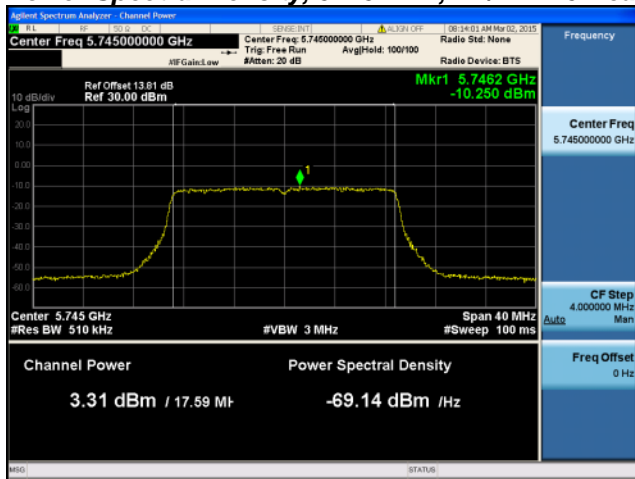 Agilent Spectrum Analyzer - Channel Power
RL RF 50 Ω DC SENSE:INT ALIGN OFF 08:14:01 AM Mar 02, 2015
Center Freq 5.745000000 GHz
Center Freq: 5.745000000 GHz
Radio Std: None
Trig: Free Run Avg|Hold: 100/100
#IFGain:Low #Atten: 20 dB Radio Device: BTS
Frequency
Mkr1 5.7462 GHz
-10.250 dBm
Ref Offset 13.81 dB
10 dB/div Ref 30.00 dBm
Log
20.0
10.0
0.00
-10.0
-20.0
-30.0
-40.0
-50.0
-60.0
1
Center 5.745 GHz Span 40 MHz
#Res BW 510 kHz #VBW 3 MHz #Sweep 100 ms
Channel Power Power Spectral Density
3.31 dBm / 17.59 MH -69.14 dBm /Hz
Center Freq
5.745000000 GHz
CF Step
4.000000 MHz
Auto Man
Freq Offset
0 Hz
MSG STATUS